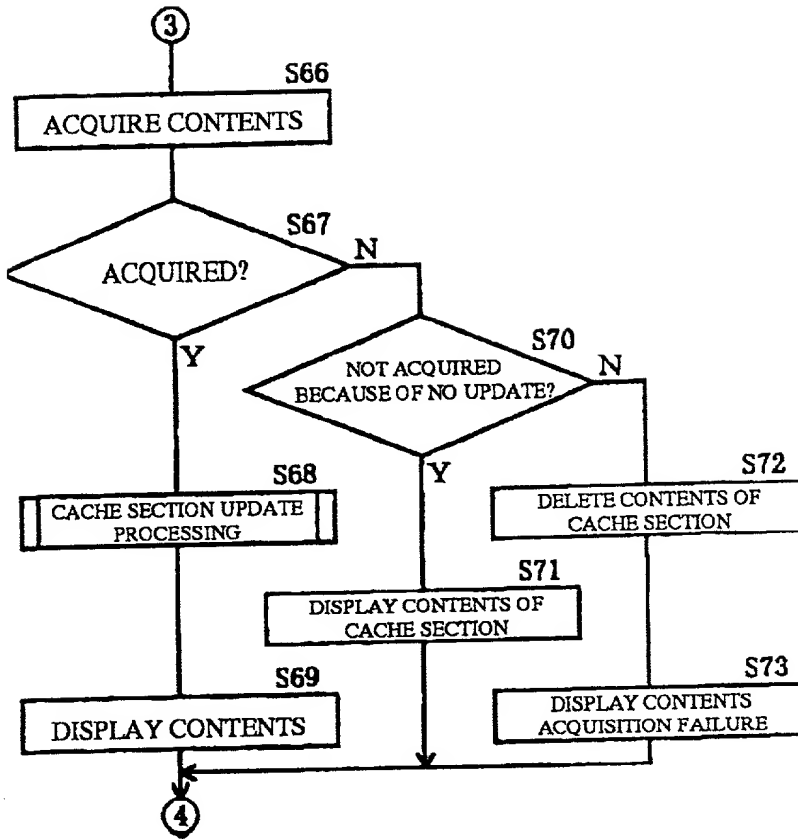 3
S66
ACQUIRE CONTENTS
S67
N
ACQUIRED?
Y
S70
N
NOT ACQUIRED
BECAUSE OF NO UPDATE?
Y
S68
CACHE SECTION UPDATE
PROCESSING
S72
DELETE CONTENTS OF
CACHE SECTION
S71
DISPLAY CONTENTS OF
CACHE SECTION
S69
DISPLAY CONTENTS
S73
DISPLAY CONTENTS
ACQUISITION FAILURE
4